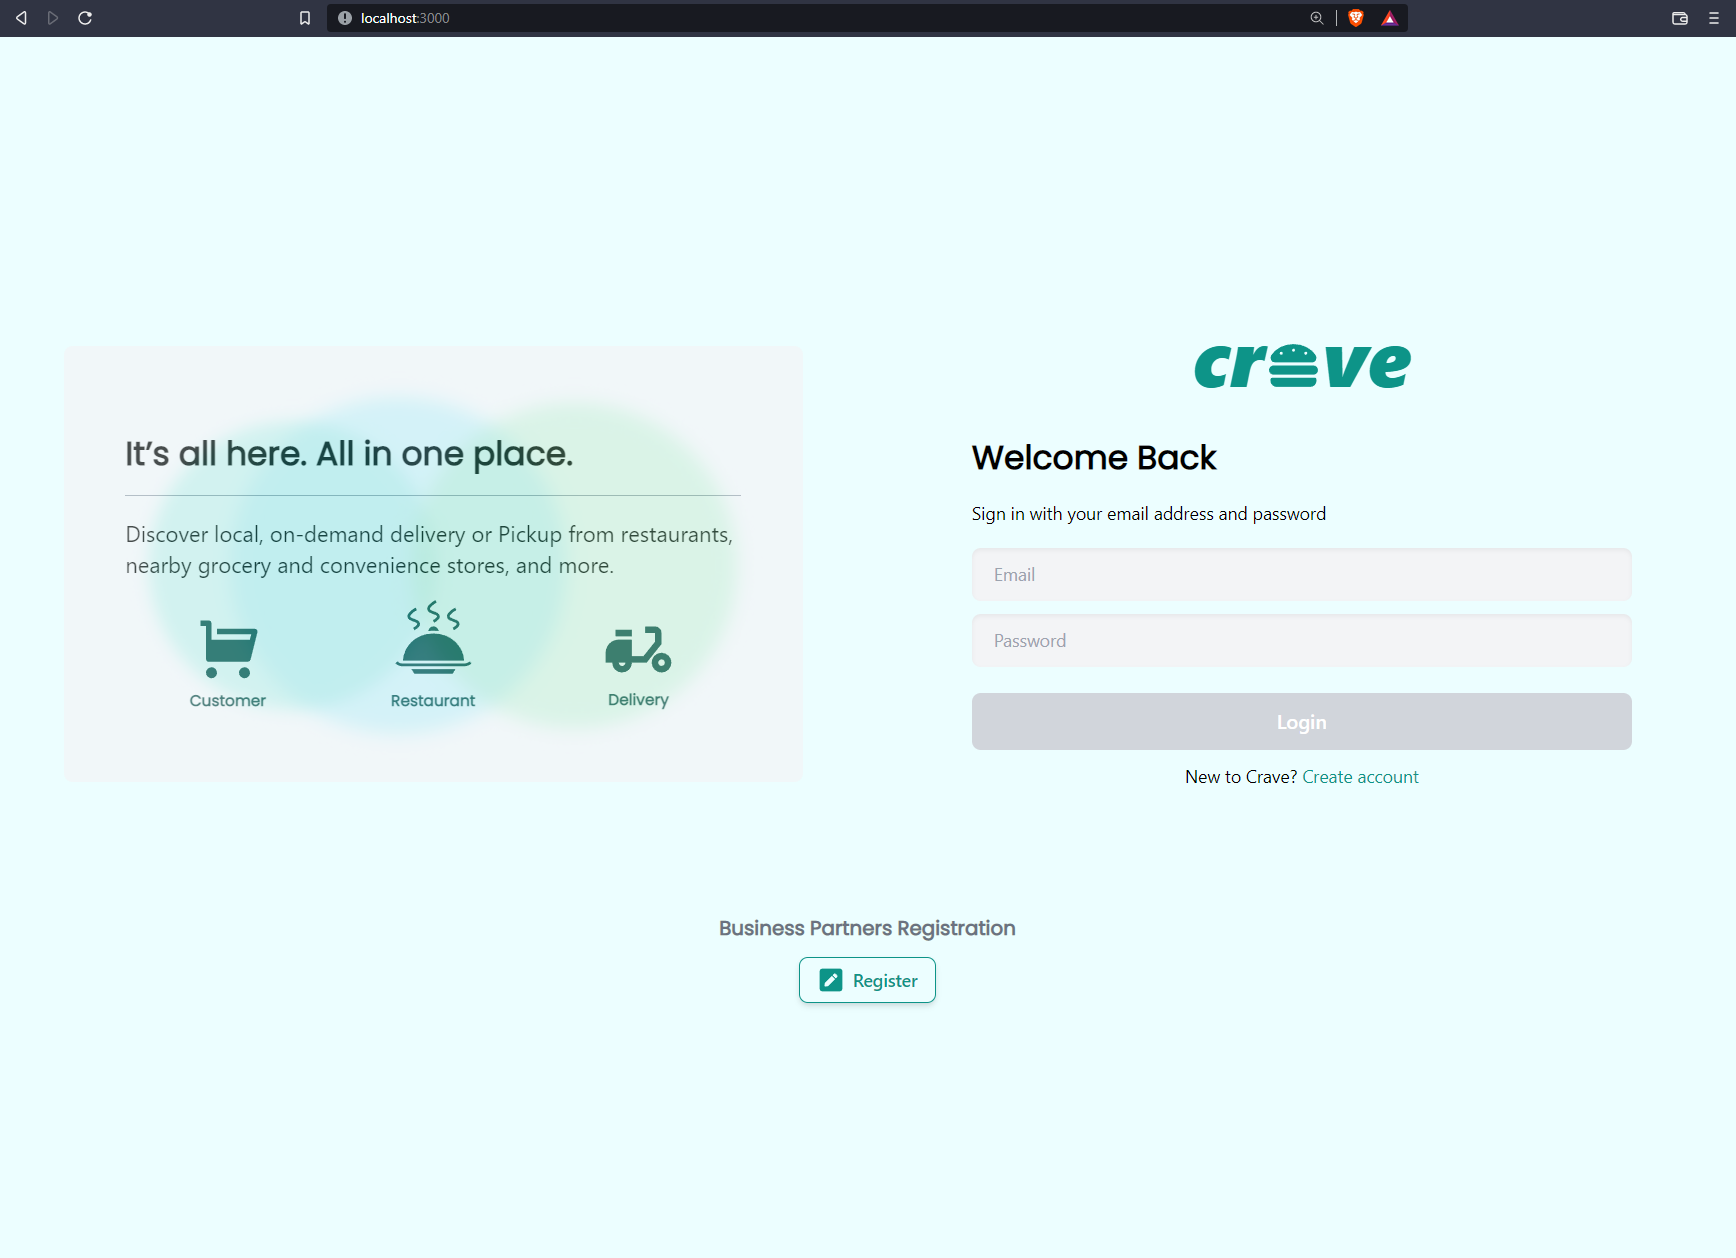 localhost:3000
It's all here. All in one place.
Discover local, on-demand delivery or Pickup from restaurants,
nearby grocery and convenience stores, and more.
Customer
Restaurant
Delivery
crave
Welcome Back
Sign in with your email address and password
Email
Password
Login
New to Crave? Create account
Business Partners Registration
Register